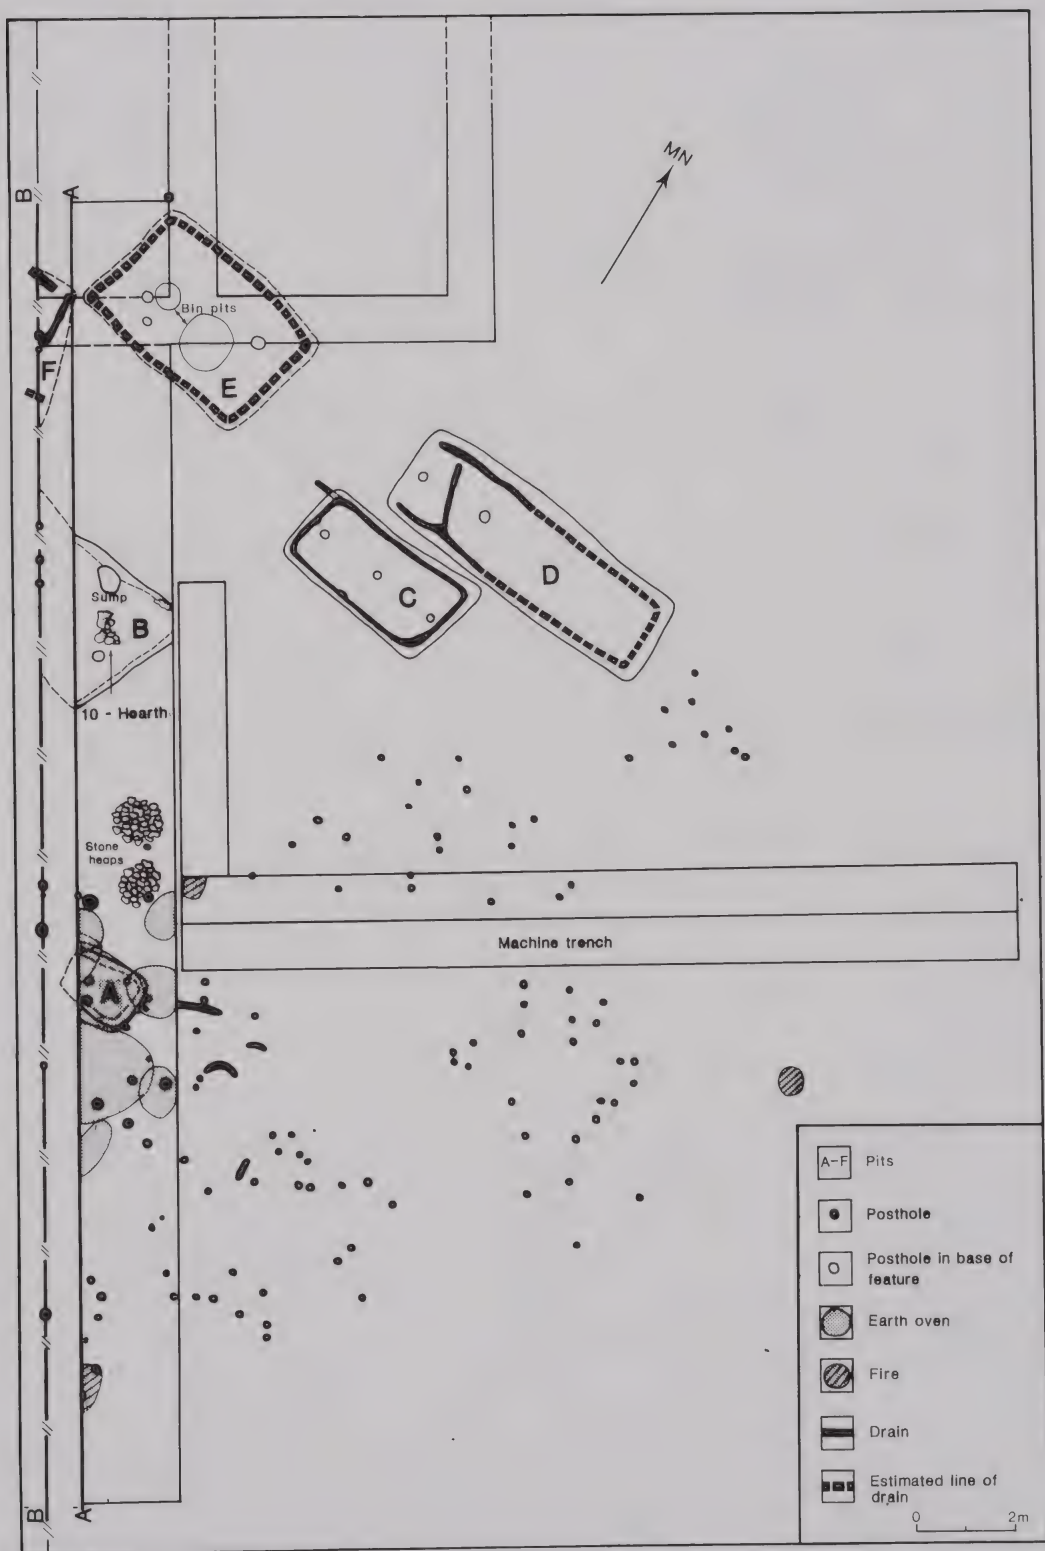 MN
B
A
Bin pits
F
E
D
C
Sump
B
10 - Hearth
Stone
heaps
Machine trench
A
A-F Pits
Posthole
Posthole in base of
feature
Earth oven
Fire
Drain
Estimated line of
drain
0 2m
B'
A'